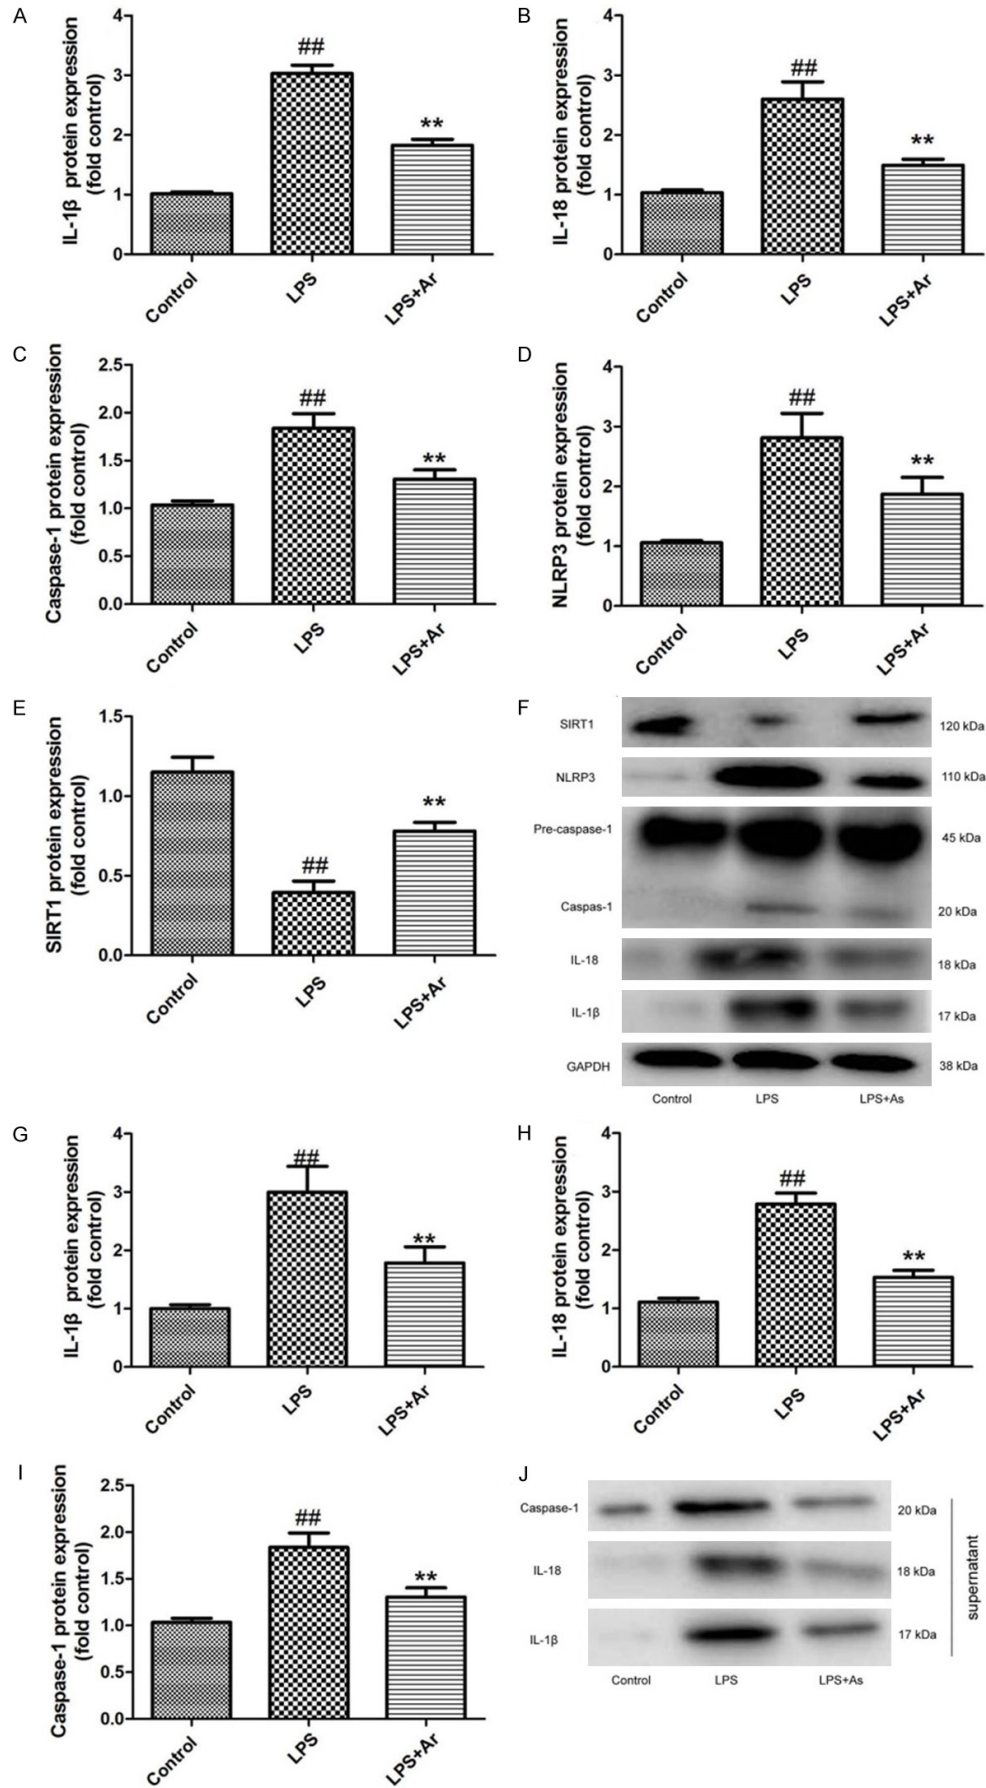 A
IL-1β protein expression
(fold control)
4
3
2
1
0
##
**
Control
LPS
LPS+Ar
B
IL-18 protein expression
(fold control)
4
3
2
1
0
##
**
Control
LPS
LPS+Ar
C
Caspase-1 protein expression
(fold control)
2.5
2.0
1.5
1.0
0.5
0.0
##
**
Control
LPS
LPS+Ar
D
NLRP3 protein expression
(fold control)
4
3
2
1
0
##
**
Control
LPS
LPS+Ar
E
SIRT1 protein expression
(fold control)
1.5
1.0
0.5
0.0
##
**
Control
LPS
LPS+Ar
F
SIRT1 120 kDa
NLRP3 110 kDa
Pre-caspase-1 45 kDa
Caspas-1 20 kDa
IL-18 18 kDa
IL-1β 17 kDa
GAPDH 38 kDa
Control LPS LPS+As
G
IL-1β protein expression
(fold control)
4
3
2
1
0
##
**
Control
LPS
LPS+Ar
H
IL-18 protein expression
(fold control)
4
3
2
1
0
##
**
Control
LPS
LPS+Ar
I
Caspase-1 protein expression
(fold control)
2.5
2.0
1.5
1.0
0.5
0.0
##
**
Control
LPS
LPS+Ar
J
Caspase-1 20 kDa
IL-18 18 kDa
IL-1β 17 kDa
supernatant
Control LPS LPS+As